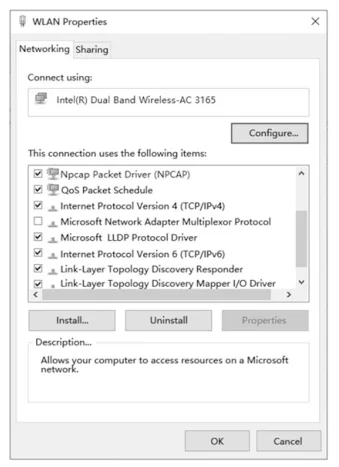 WLAN Properties
Networking Sharing
Connect using:
Intel(R) Dual Band Wireless-AC 3165
Configure...
This connection uses the following items:
Npcap Packet Driver (NPCAP)
QoS Packet Schedule
Internet Protocol Version 4 (TCP/IPv4)
Microsoft Network Adapter Multiplexor Protocol
Microsoft LLDP Protocol Driver
Internet Protocol Version 6 (TCP/IPv6)
Link-Layer Topology Discovery Responder
Link-Layer Topology Discovery Mapper I/O Driver
Install... Uninstall Properties
Description...
Allows your computer to access resources on a Microsoft
network.
OK Cancel